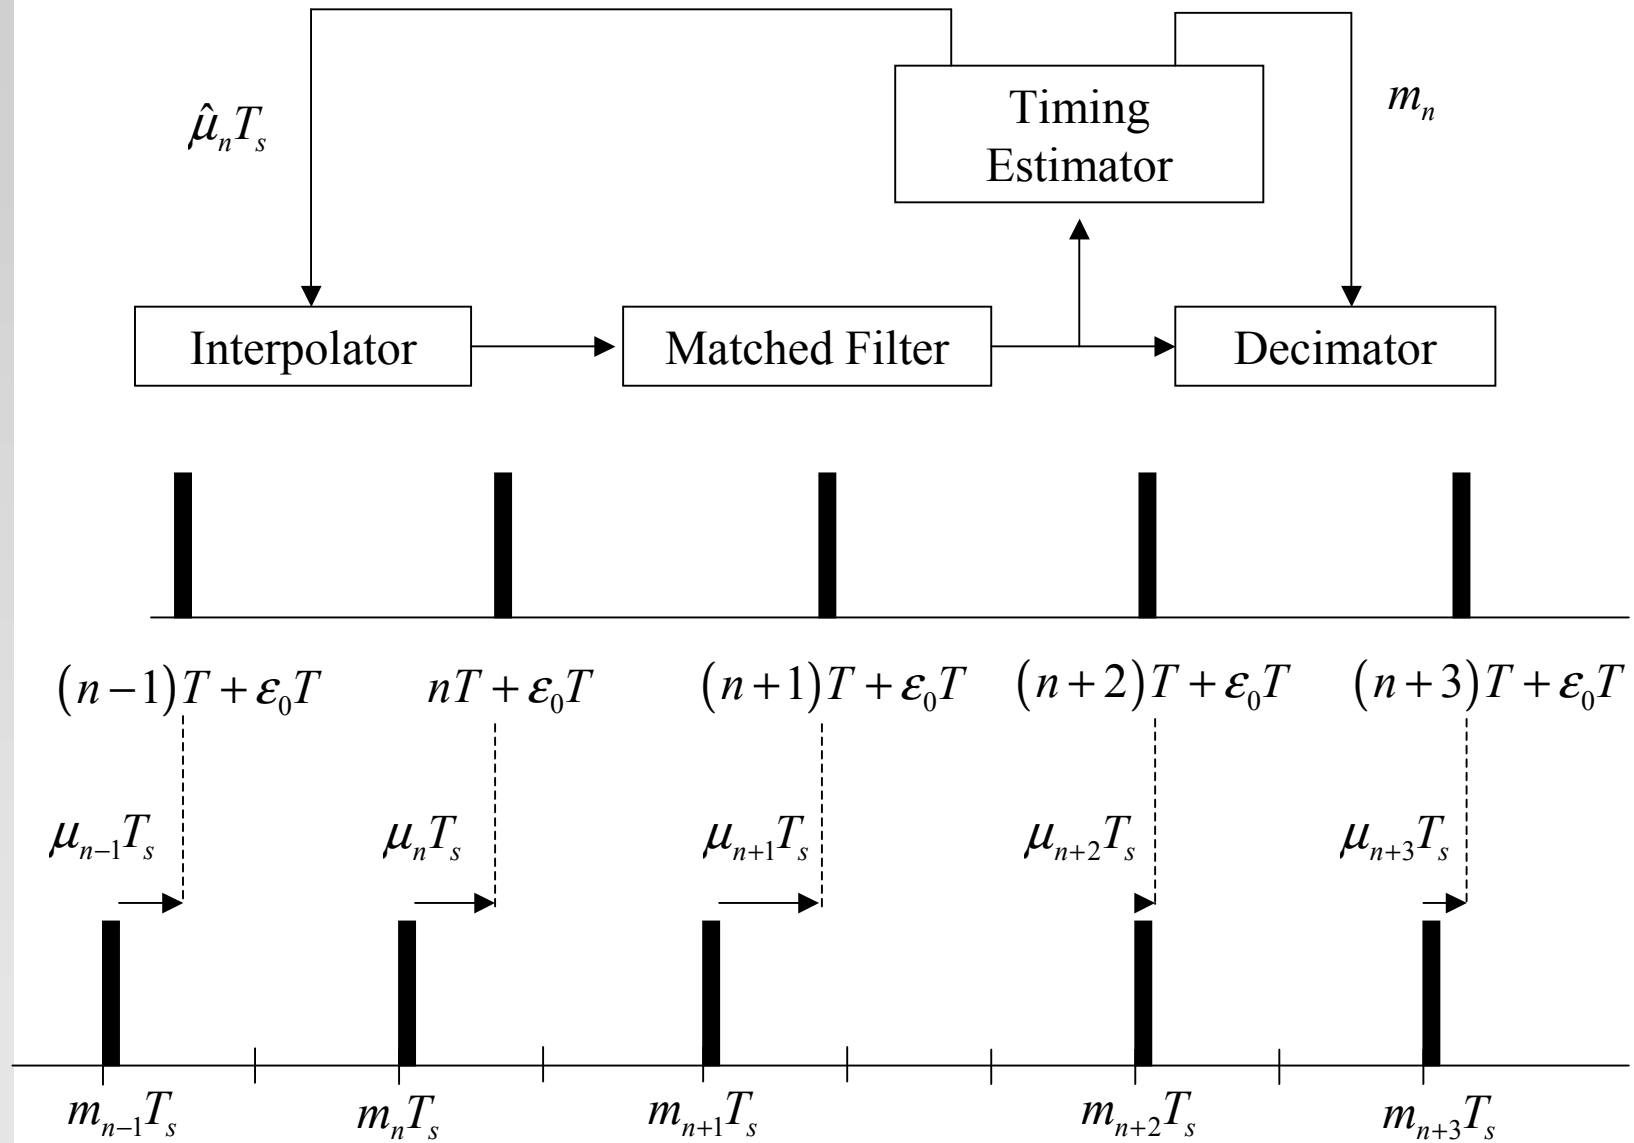 μ̂ₙTₛ
Timing
Estimator
mₙ
Interpolator
Matched Filter
Decimator
(n−1)T + ε₀T
nT + ε₀T
(n+1)T + ε₀T
(n+2)T + ε₀T
(n+3)T + ε₀T
μₙ₋₁Tₛ
μₙTₛ
μₙ₊₁Tₛ
μₙ₊₂Tₛ
μₙ₊₃Tₛ
mₙ₋₁Tₛ
mₙTₛ
mₙ₊₁Tₛ
mₙ₊₂Tₛ
mₙ₊₃Tₛ